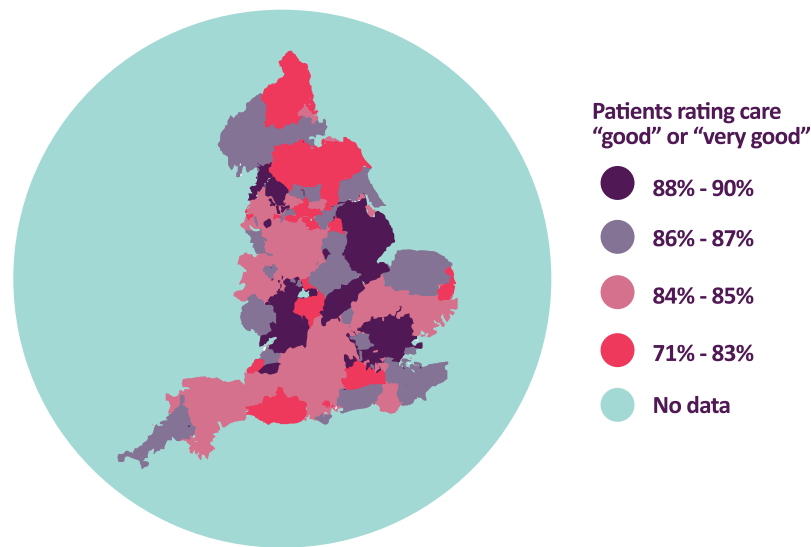 Patients rating care
“good” or “very good”
88% - 90%
86% - 87%
84% - 85%
71% - 83%
No data